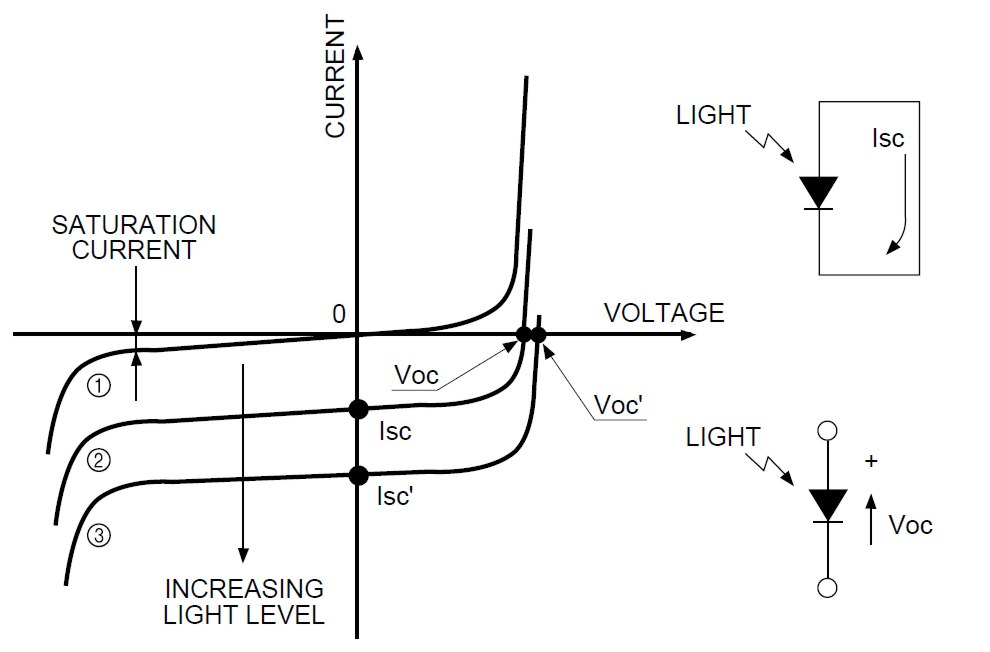 CURRENT
SATURATION
CURRENT
0
VOLTAGE
①
②
③
Voc
Voc'
Isc
Isc'
INCREASING
LIGHT LEVEL
LIGHT
Isc
LIGHT
+
Voc